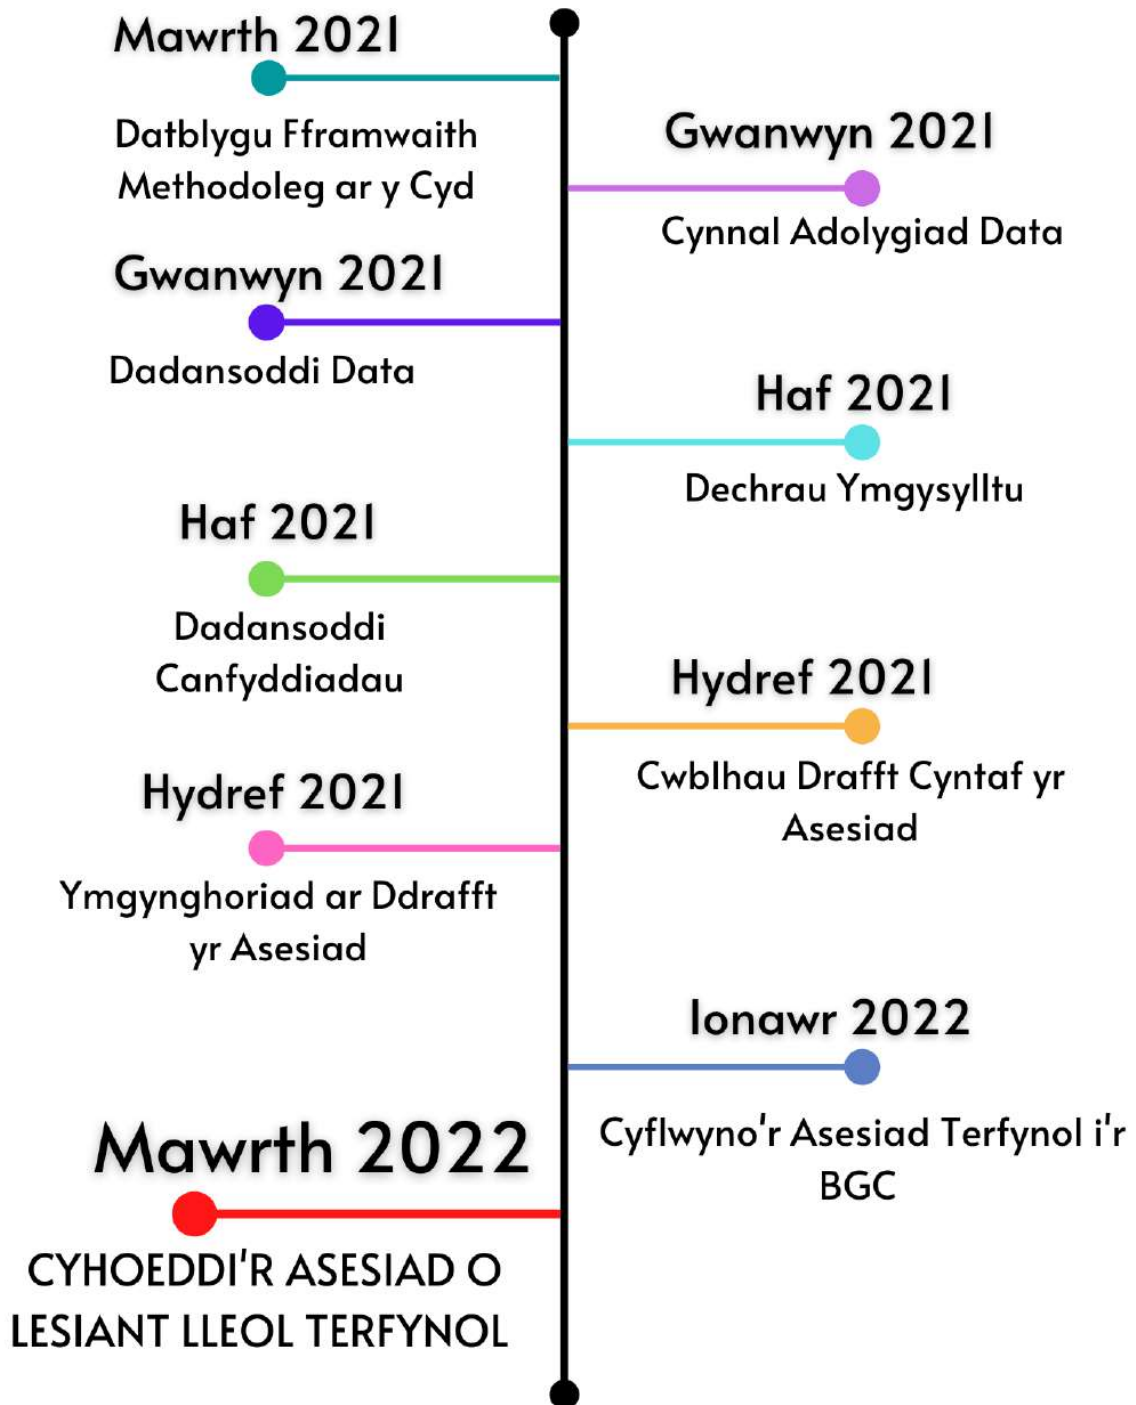 Mawrth 2021
Datblygu Fframwaith
Methodoleg ar y Cyd
Gwanwyn 2021
Cynnal Adolygiad Data
Gwanwyn 2021
Dadansoddi Data
Haf 2021
Dechrau Ymgysylltu
Haf 2021
Dadansoddi
Canfyddiadau
Hydref 2021
Cwblhau Drafft Cyntaf yr
Asesiad
Hydref 2021
Ymgynghoriad ar Ddrafft
yr Asesiad
Ionawr 2022
Cyflwyno'r Asesiad Terfynol i'r
BGC
Mawrth 2022
CYHOEDDI'R ASESIAD O
LESIANT LLEOL TERFYNOL